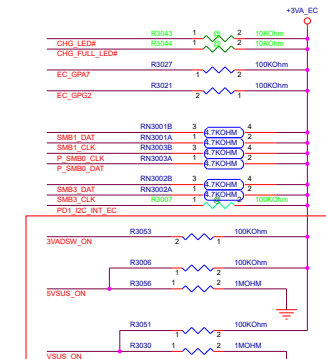 +3VA_EC
R3043 1 @ 2 10KOhm
CHG_LED# R3044 1 @ 2 10KOhm
CHG_FULL_LED#
R3027 100KOhm
EC_GPA7 1 2
R3021 100KOhm
EC_GPG2 2 1
RN3001B 3 4.7KOHM 4
SMB1_DAT RN3001A 1 4.7KOHM 2
SMB1_CLK RN3003B 3 4.7KOHM 4
P_SMB0_CLK RN3003A 1 4.7KOHM 2
P_SMB0_DAT
RN3002B 3 4.7KOHM 4
SMB3_DAT RN3002A 1 4.7KOHM 2
SMB3_CLK R3007 1 @ 2 100KOhm
PD1_I2C_INT_EC
R3053 100KOhm
3VADSW_ON 2 1
R3006 100KOhm
1 2
R3056 1MOHM
5VSUS_ON 1 2
R3051 100KOhm
1 2
R3030 1MOHM
VSUS_ON 1 2